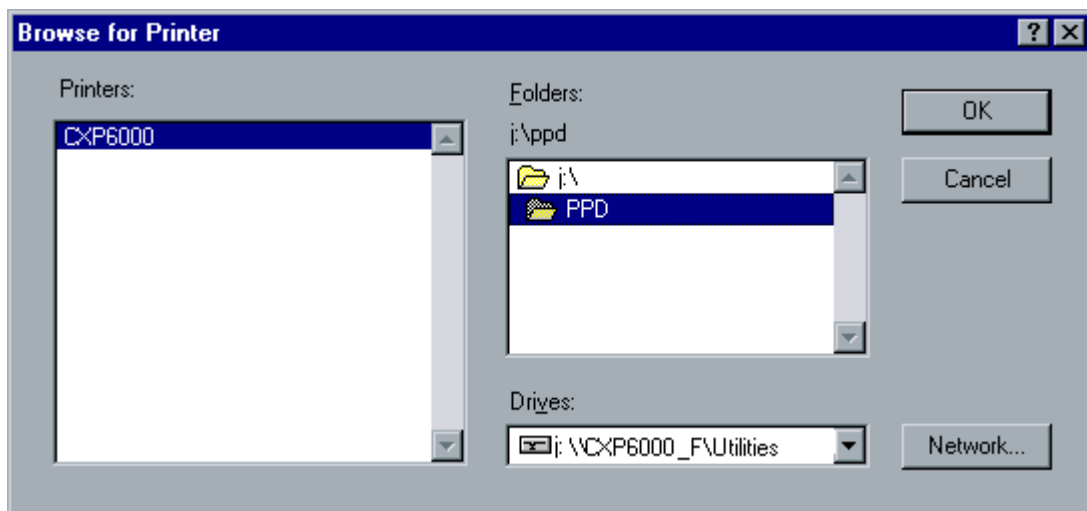 Browse for Printer
Printers:
CXP6000
Folders:
j:\ppd
j:\
PPD
Drives:
j: \\CXP6000_F\Utilities
OK
Cancel
Network...